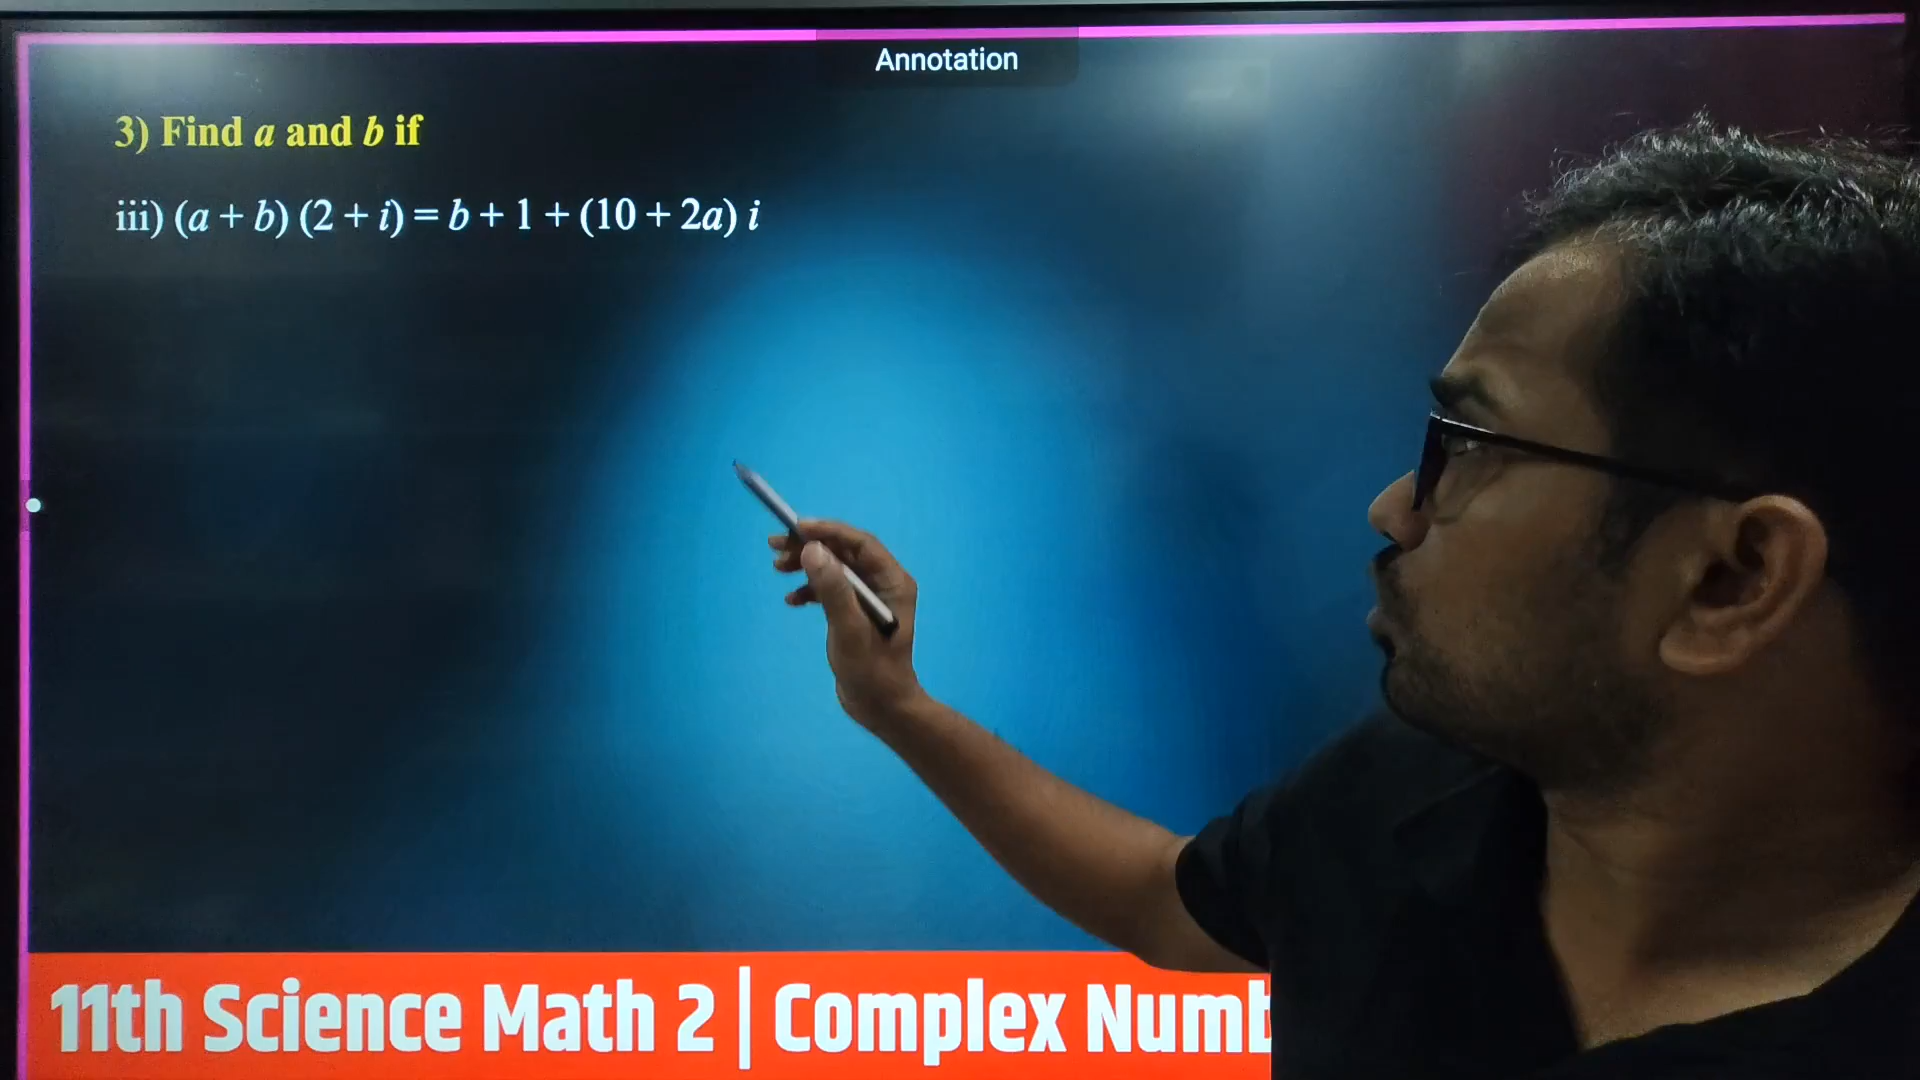 Annotation
3) Find a and b if
iii) (a + b) (2 + i) = b + 1 + (10 + 2a) i
11th Science Math 2 | Complex Numb